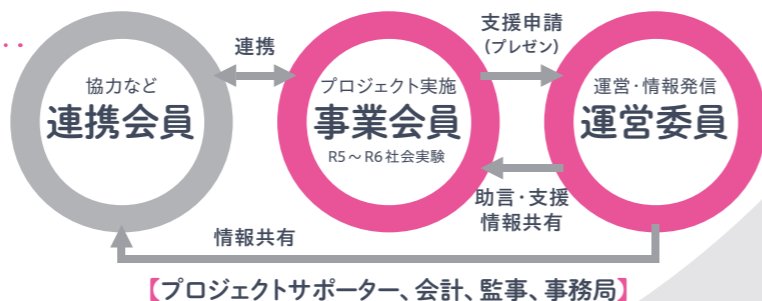 連携
支援申請
(プレゼン)
協力など
連携会員
プロジェクト実施
事業会員
R5～R6社会実験
運営・情報発信
運営委員
助言・支援
情報共有
情報共有
【プロジェクトサポーター、会計、監事、事務局】